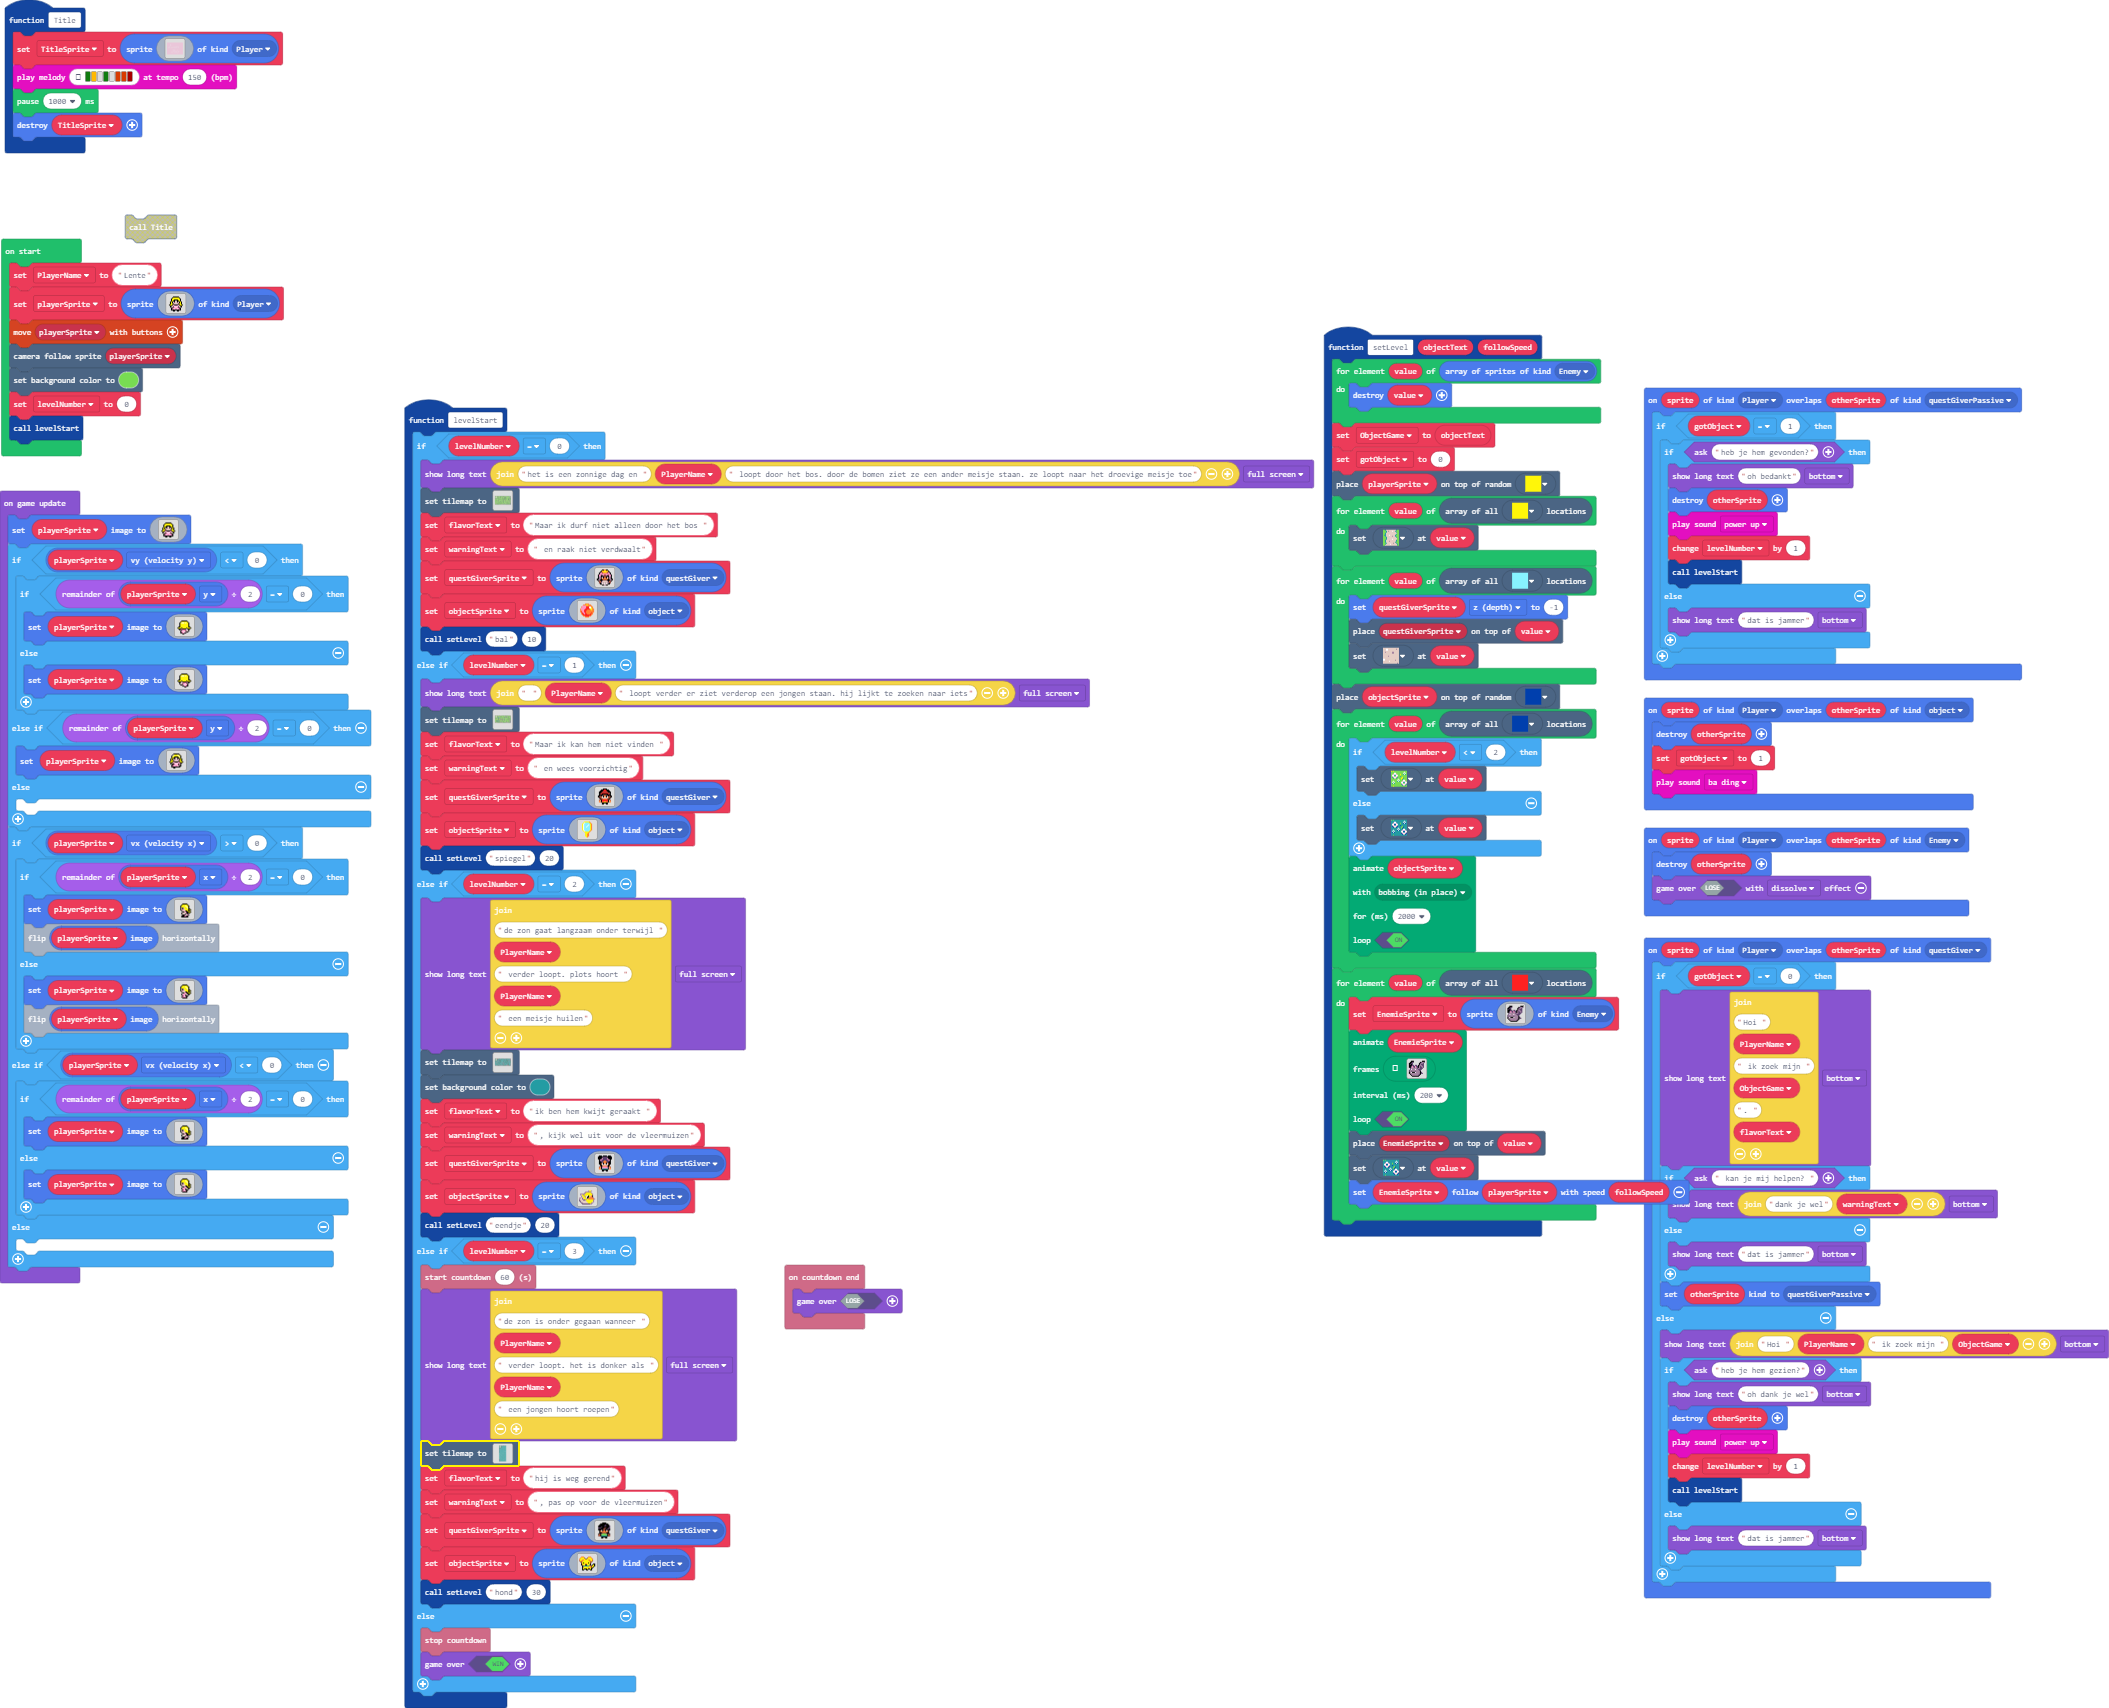 function Title
set TitleSprite to sprite of kind Player
play melody at tempo 150 (bpm)
pause 1000 ms
destroy TitleSprite
call Title
on start
set PlayerName to "Lente"
set playerSprite to sprite of kind Player
move playerSprite with buttons
camera follow sprite playerSprite
set background color to
set levelNumber to 0
call levelStart
on game update
set playerSprite image to
if playerSprite vy (velocity y) < 0 then
if remainder of playerSprite y ÷ 2 = 0 then
set playerSprite image to
else
set playerSprite image to
else if remainder of playerSprite y ÷ 2 = 0 then
set playerSprite image to
else
if playerSprite vx (velocity x) > 0 then
if remainder of playerSprite x ÷ 2 = 0 then
set playerSprite image to
flip playerSprite image horizontally
else
set playerSprite image to
flip playerSprite image horizontally
else if playerSprite vx (velocity x) < 0 then
if remainder of playerSprite x ÷ 2 = 0 then
set playerSprite image to
else
set playerSprite image to
else
function levelStart
if levelNumber = 0 then
show long text join "het is een zonnige dag en " PlayerName " loopt door het bos. door de bomen ziet ze een ander meisje staan. ze loopt naar het droevige meisje toe" full screen
set tilemap to
set flavorText to "Maar ik durf niet alleen door het bos "
set warningText to " en raak niet verdwaalt"
set questGiverSprite to sprite of kind questGiver
set objectSprite to sprite of kind object
call setLevel "bal" 10
else if levelNumber = 1 then
show long text join " " PlayerName " loopt verder er ziet verderop een jongen staan. hij lijkt te zoeken naar iets" full screen
set tilemap to
set flavorText to "Maar ik kan hem niet vinden "
set warningText to " en wees voorzichtig"
set questGiverSprite to sprite of kind questGiver
set objectSprite to sprite of kind object
call setLevel "spiegel" 20
else if levelNumber = 2 then
join
"de zon gaat langzaam onder terwijl "
PlayerName
" verder loopt. plots hoort "
show long text full screen
PlayerName
" een meisje huilen"
set tilemap to
set background color to
set flavorText to "ik ben hem kwijt geraakt "
set warningText to ", kijk wel uit voor de vleermuizen"
set questGiverSprite to sprite of kind questGiver
set objectSprite to sprite of kind object
call setLevel "eendje" 20
else if levelNumber = 3 then
start countdown 60 (s)
join
"de zon is onder gegaan wanneer "
PlayerName
show long text " verder loopt. het is donker als " full screen
PlayerName
" een jongen hoort roepen"
set tilemap to
set flavorText to "hij is weg gerend"
set warningText to ", pas op voor de vleermuizen"
set questGiverSprite to sprite of kind questGiver
set objectSprite to sprite of kind object
call setLevel "hond" 30
else
stop countdown
game over WIN
on countdown end
game over LOSE
function setLevel objectText followSpeed
for element value of array of sprites of kind Enemy
do destroy value
set ObjectGame to objectText
set gotObject to 0
place playerSprite on top of random
for element value of array of all locations
do set at value
for element value of array of all locations
do set questGiverSprite z (depth) to -1
place questGiverSprite on top of value
set at value
place objectSprite on top of random
for element value of array of all locations
do if levelNumber < 2 then
set at value
else
set at value
animate objectSprite
with bobbing (in place)
for (ms) 2000
loop ON
for element value of array of all locations
do set EnemieSprite to sprite of kind Enemy
animate EnemieSprite
frames
interval (ms) 200
loop ON
place EnemieSprite on top of value
set at value
set EnemieSprite follow playerSprite with speed followSpeed
on sprite of kind Player overlaps otherSprite of kind questGiverPassive
if gotObject = 1 then
if ask "heb je hem gevonden?" then
show long text "oh bedankt" bottom
destroy otherSprite
play sound power up
change levelNumber by 1
call levelStart
else
show long text "dat is jammer" bottom
on sprite of kind Player overlaps otherSprite of kind object
destroy otherSprite
set gotObject to 1
play sound ba ding
on sprite of kind Player overlaps otherSprite of kind Enemy
destroy otherSprite
game over LOSE with dissolve effect
on sprite of kind Player overlaps otherSprite of kind questGiver
if gotObject = 0 then
join
"Hoi "
PlayerName
" ik zoek mijn "
show long text bottom
ObjectGame
". "
flavorText
if ask " kan je mij helpen? " then
show long text join "dank je wel" warningText bottom
else
show long text "dat is jammer" bottom
set otherSprite kind to questGiverPassive
else
show long text join "Hoi " PlayerName " ik zoek mijn " ObjectGame bottom
if ask "heb je hem gezien?" then
show long text "oh dank je wel" bottom
destroy otherSprite
play sound power up
change levelNumber by 1
call levelStart
else
show long text "dat is jammer" bottom